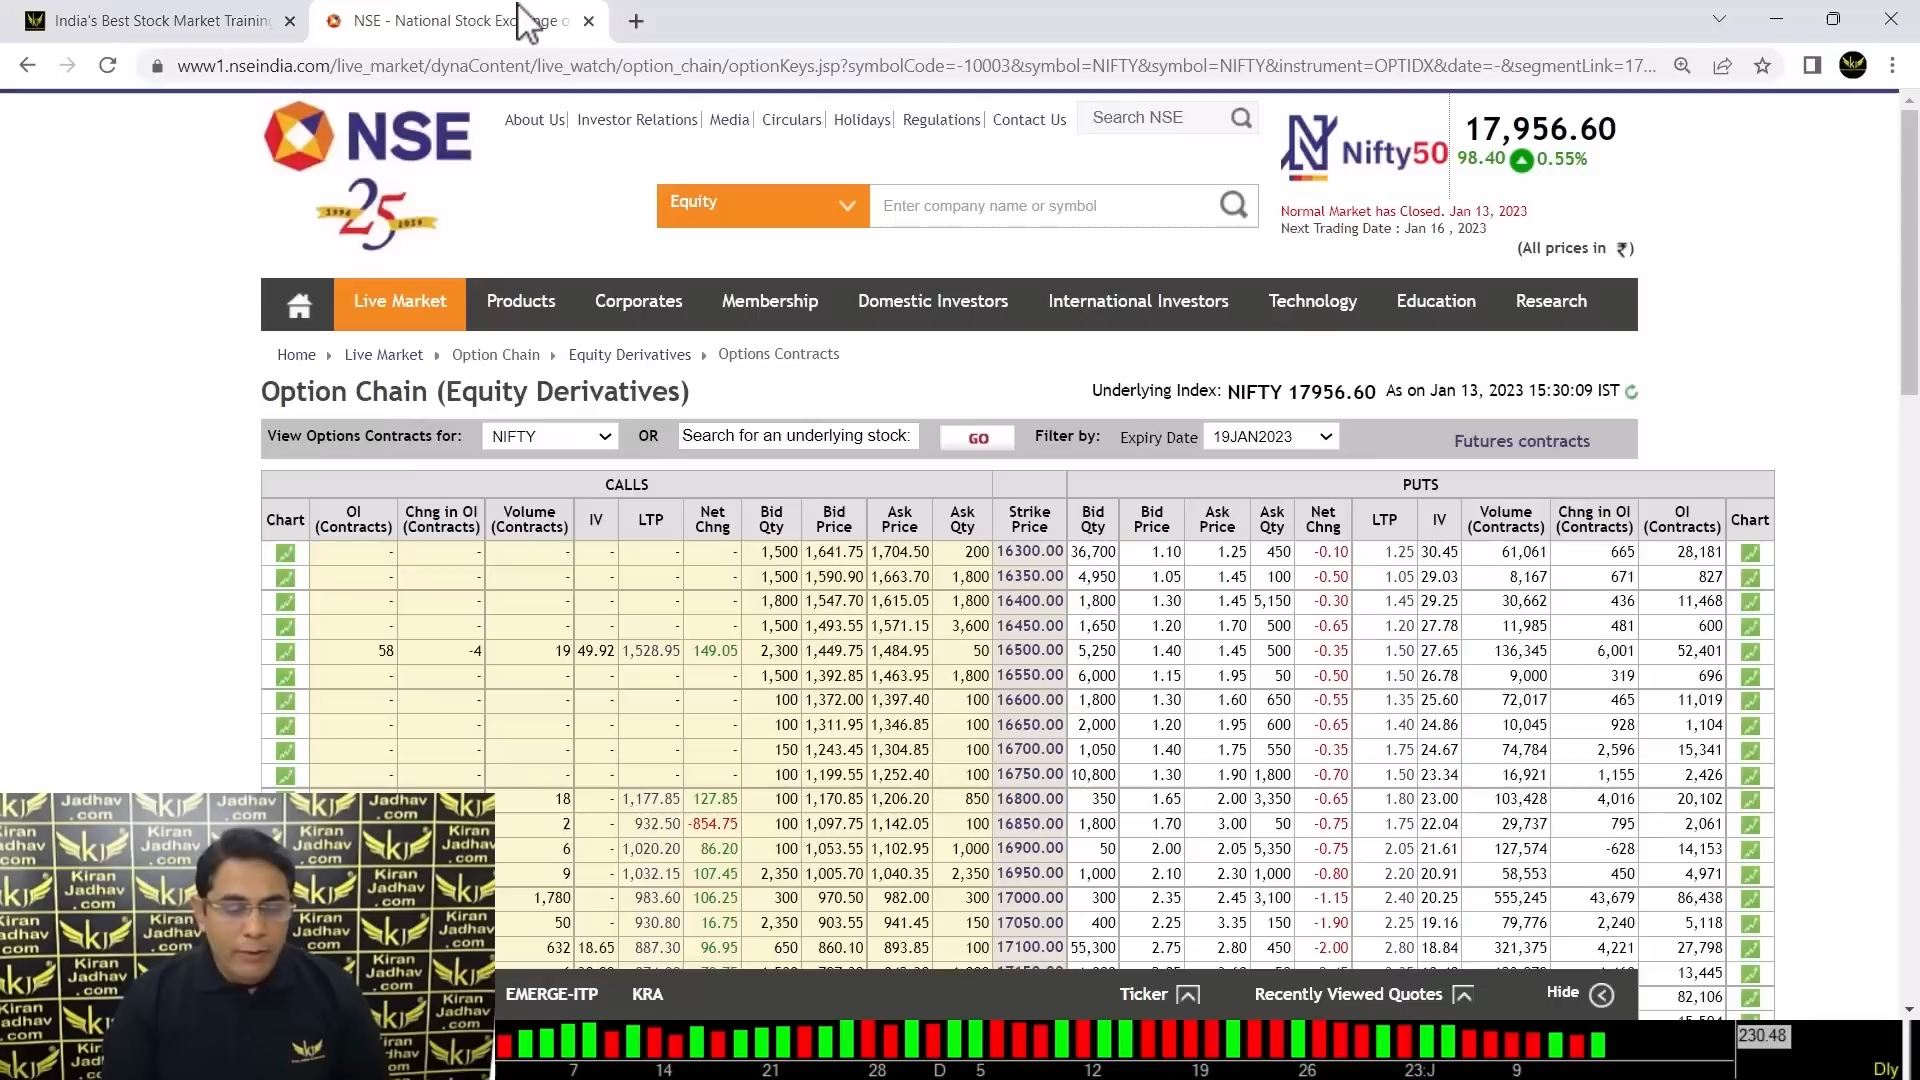 India's Best Stock Market Training
NSE - National Stock Exchange o
www1.nseindia.com/live_market/dynaContent/live_watch/option_chain/optionKeys.jsp?symbolCode=-10003&symbol=NIFTY&symbol=NIFTY&instrument=OPTIDX&date=-&segmentLink=17...
NSE
1994 25 2019
About Us| Investor Relations| Media| Circulars| Holidays| Regulations| Contact Us
Search NSE
Nifty50
17,956.60
98.40 0.55%
Equity
Enter company name or symbol
Normal Market has Closed. Jan 13, 2023
Next Trading Date : Jan 16 , 2023
(All prices in ₹)
Live Market Products Corporates Membership Domestic Investors International Investors Technology Education Research
Home Live Market Option Chain Equity Derivatives Options Contracts
Option Chain (Equity Derivatives)
Underlying Index: NIFTY 17956.60 As on Jan 13, 2023 15:30:09 IST
View Options Contracts for: NIFTY OR Search for an underlying stock: GO Filter by: Expiry Date 19JAN2023 Futures contracts
CALLS PUTS
Chart OI (Contracts) Chng in OI (Contracts) Volume (Contracts) IV LTP Net Chng Bid Qty Bid Price Ask Price Ask Qty Strike Price Bid Qty Bid Price Ask Price Ask Qty Net Chng LTP IV Volume (Contracts) Chng in OI (Contracts) OI (Contracts) Chart
- - - - - - 1,500 1,641.75 1,704.50 200 16300.00 36,700 1.10 1.25 450 -0.10 1.25 30.45 61,061 665 28,181
- - - - - - 1,500 1,590.90 1,663.70 1,800 16350.00 4,950 1.05 1.45 100 -0.50 1.05 29.03 8,167 671 827
- - - - - - 1,800 1,547.70 1,615.05 1,800 16400.00 1,800 1.30 1.45 5,150 -0.30 1.45 29.25 30,662 436 11,468
- - - - - - 1,500 1,493.55 1,571.15 3,600 16450.00 1,650 1.20 1.70 500 -0.65 1.20 27.78 11,985 481 600
58 -4 19 49.92 1,528.95 149.05 2,300 1,449.75 1,484.95 50 16500.00 5,250 1.40 1.45 500 -0.35 1.50 27.65 136,345 6,001 52,401
- - - - - - 1,500 1,392.85 1,463.95 1,800 16550.00 6,000 1.15 1.95 50 -0.50 1.50 26.78 9,000 319 696
- - - - - - 100 1,372.00 1,397.40 100 16600.00 1,800 1.30 1.60 650 -0.55 1.35 25.60 72,017 465 11,019
- - - - - - 100 1,311.95 1,346.85 100 16650.00 2,000 1.20 1.95 600 -0.65 1.40 24.86 10,045 928 1,104
- - - - - - 150 1,243.45 1,304.85 100 16700.00 1,050 1.40 1.75 550 -0.35 1.75 24.67 74,784 2,596 15,341
- - - - - - 100 1,199.55 1,252.40 100 16750.00 10,800 1.30 1.90 1,800 -0.70 1.50 23.34 16,921 1,155 2,426
18 - 1,177.85 127.85 100 1,170.85 1,206.20 850 16800.00 350 1.65 2.00 3,350 -0.65 1.80 23.00 103,428 4,016 20,102
2 - 932.50 -854.75 100 1,097.75 1,142.05 100 16850.00 1,800 1.70 3.00 50 -0.75 1.75 22.04 29,737 795 2,061
6 - 1,020.20 86.20 100 1,053.55 1,102.95 1,000 16900.00 50 2.00 2.05 5,350 -0.75 2.05 21.61 127,574 -628 14,153
9 - 1,032.15 107.45 2,350 1,005.70 1,040.35 2,350 16950.00 1,000 2.10 2.30 1,000 -0.80 2.20 20.91 58,553 450 4,971
1,780 - 983.60 106.25 300 970.50 982.00 300 17000.00 300 2.35 2.45 3,100 -1.15 2.40 20.25 555,245 43,679 86,438
50 - 930.80 16.75 2,350 903.55 941.45 150 17050.00 400 2.25 3.35 150 -1.90 2.25 19.16 79,776 2,240 5,118
632 18.65 887.30 96.95 650 860.10 893.85 100 17100.00 55,300 2.75 2.80 450 -2.00 2.80 18.84 321,375 4,221 27,798
13,445
82,106
EMERGE-ITP KRA Ticker Recently Viewed Quotes Hide
Kiran Jadhav .com
kj
230.48
7 14 21 28 D 5 12 19 26 23:J 9
Dly